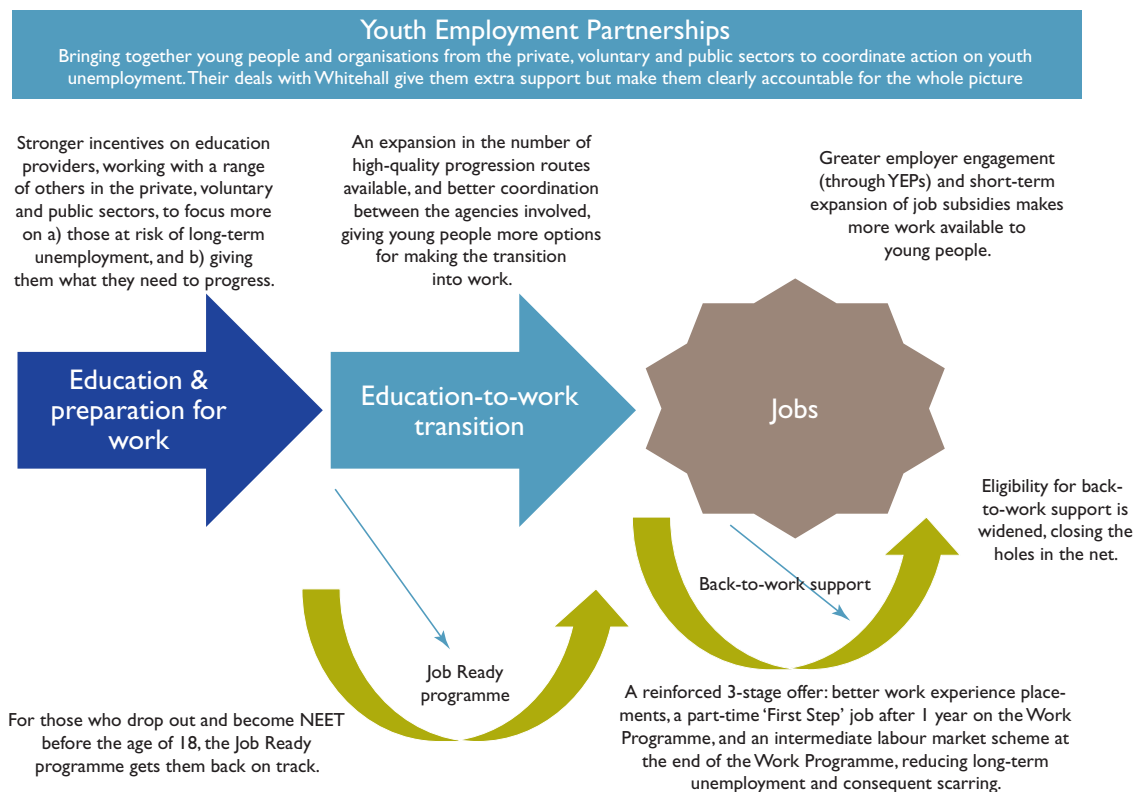 Youth Employment Partnerships
Bringing together young people and organisations from the private, voluntary and public sectors to coordinate action on youth
unemployment. Their deals with Whitehall give them extra support but make them clearly accountable for the whole picture
Stronger incentives on education
providers, working with a range
of others in the private, voluntary
and public sectors, to focus more
on a) those at risk of long-term
unemployment, and b) giving
them what they need to progress.
An expansion in the number of
high-quality progression routes
available, and better coordination
between the agencies involved,
giving young people more options
for making the transition
into work.
Greater employer engagement
(through YEPs) and short-term
expansion of job subsidies makes
more work available to
young people.
Education &
preparation for
work
Education-to-work
transition
Jobs
Eligibility for back-
to-work support is
widened, closing the
holes in the net.
Back-to-work support
Job Ready
programme
For those who drop out and become NEET
before the age of 18, the Job Ready
programme gets them back on track.
A reinforced 3-stage offer: better work experience place-
ments, a part-time ‘First Step’ job after 1 year on the Work
Programme, and an intermediate labour market scheme at
the end of the Work Programme, reducing long-term
unemployment and consequent scarring.